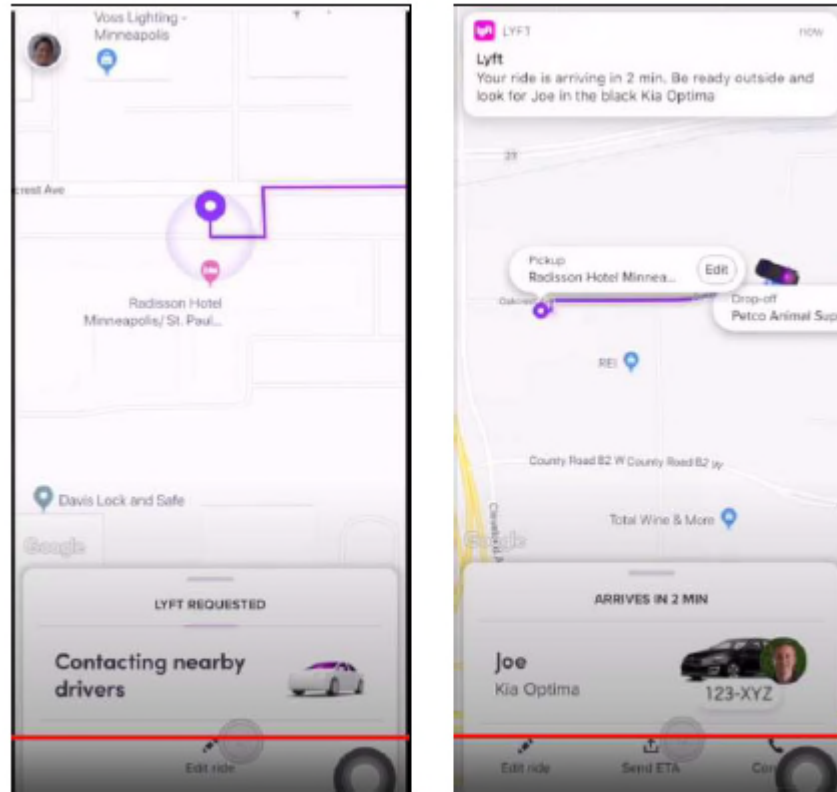 Voss Lighting -
Minneapolis
crest Ave
Radisson Hotel
Minneapolis/ St. Paul...
Davis Lock and Safe
Google
LYFT REQUESTED
Contacting nearby
drivers
Edit ride
LYFT
now
Lyft
Your ride is arriving in 2 min. Be ready outside and
look for Joe in the black Kia Optima
Pickup
Radisson Hotel Minnea...
Edit
Drop-off
Petco Animal Sup
REI
County Road B2 W County Road B2 W
Total Wine & More
Cleveland A
Google
ARRIVES IN 2 MIN
Joe
Kia Optima
123-XYZ
Edit ride
Send ETA
Con